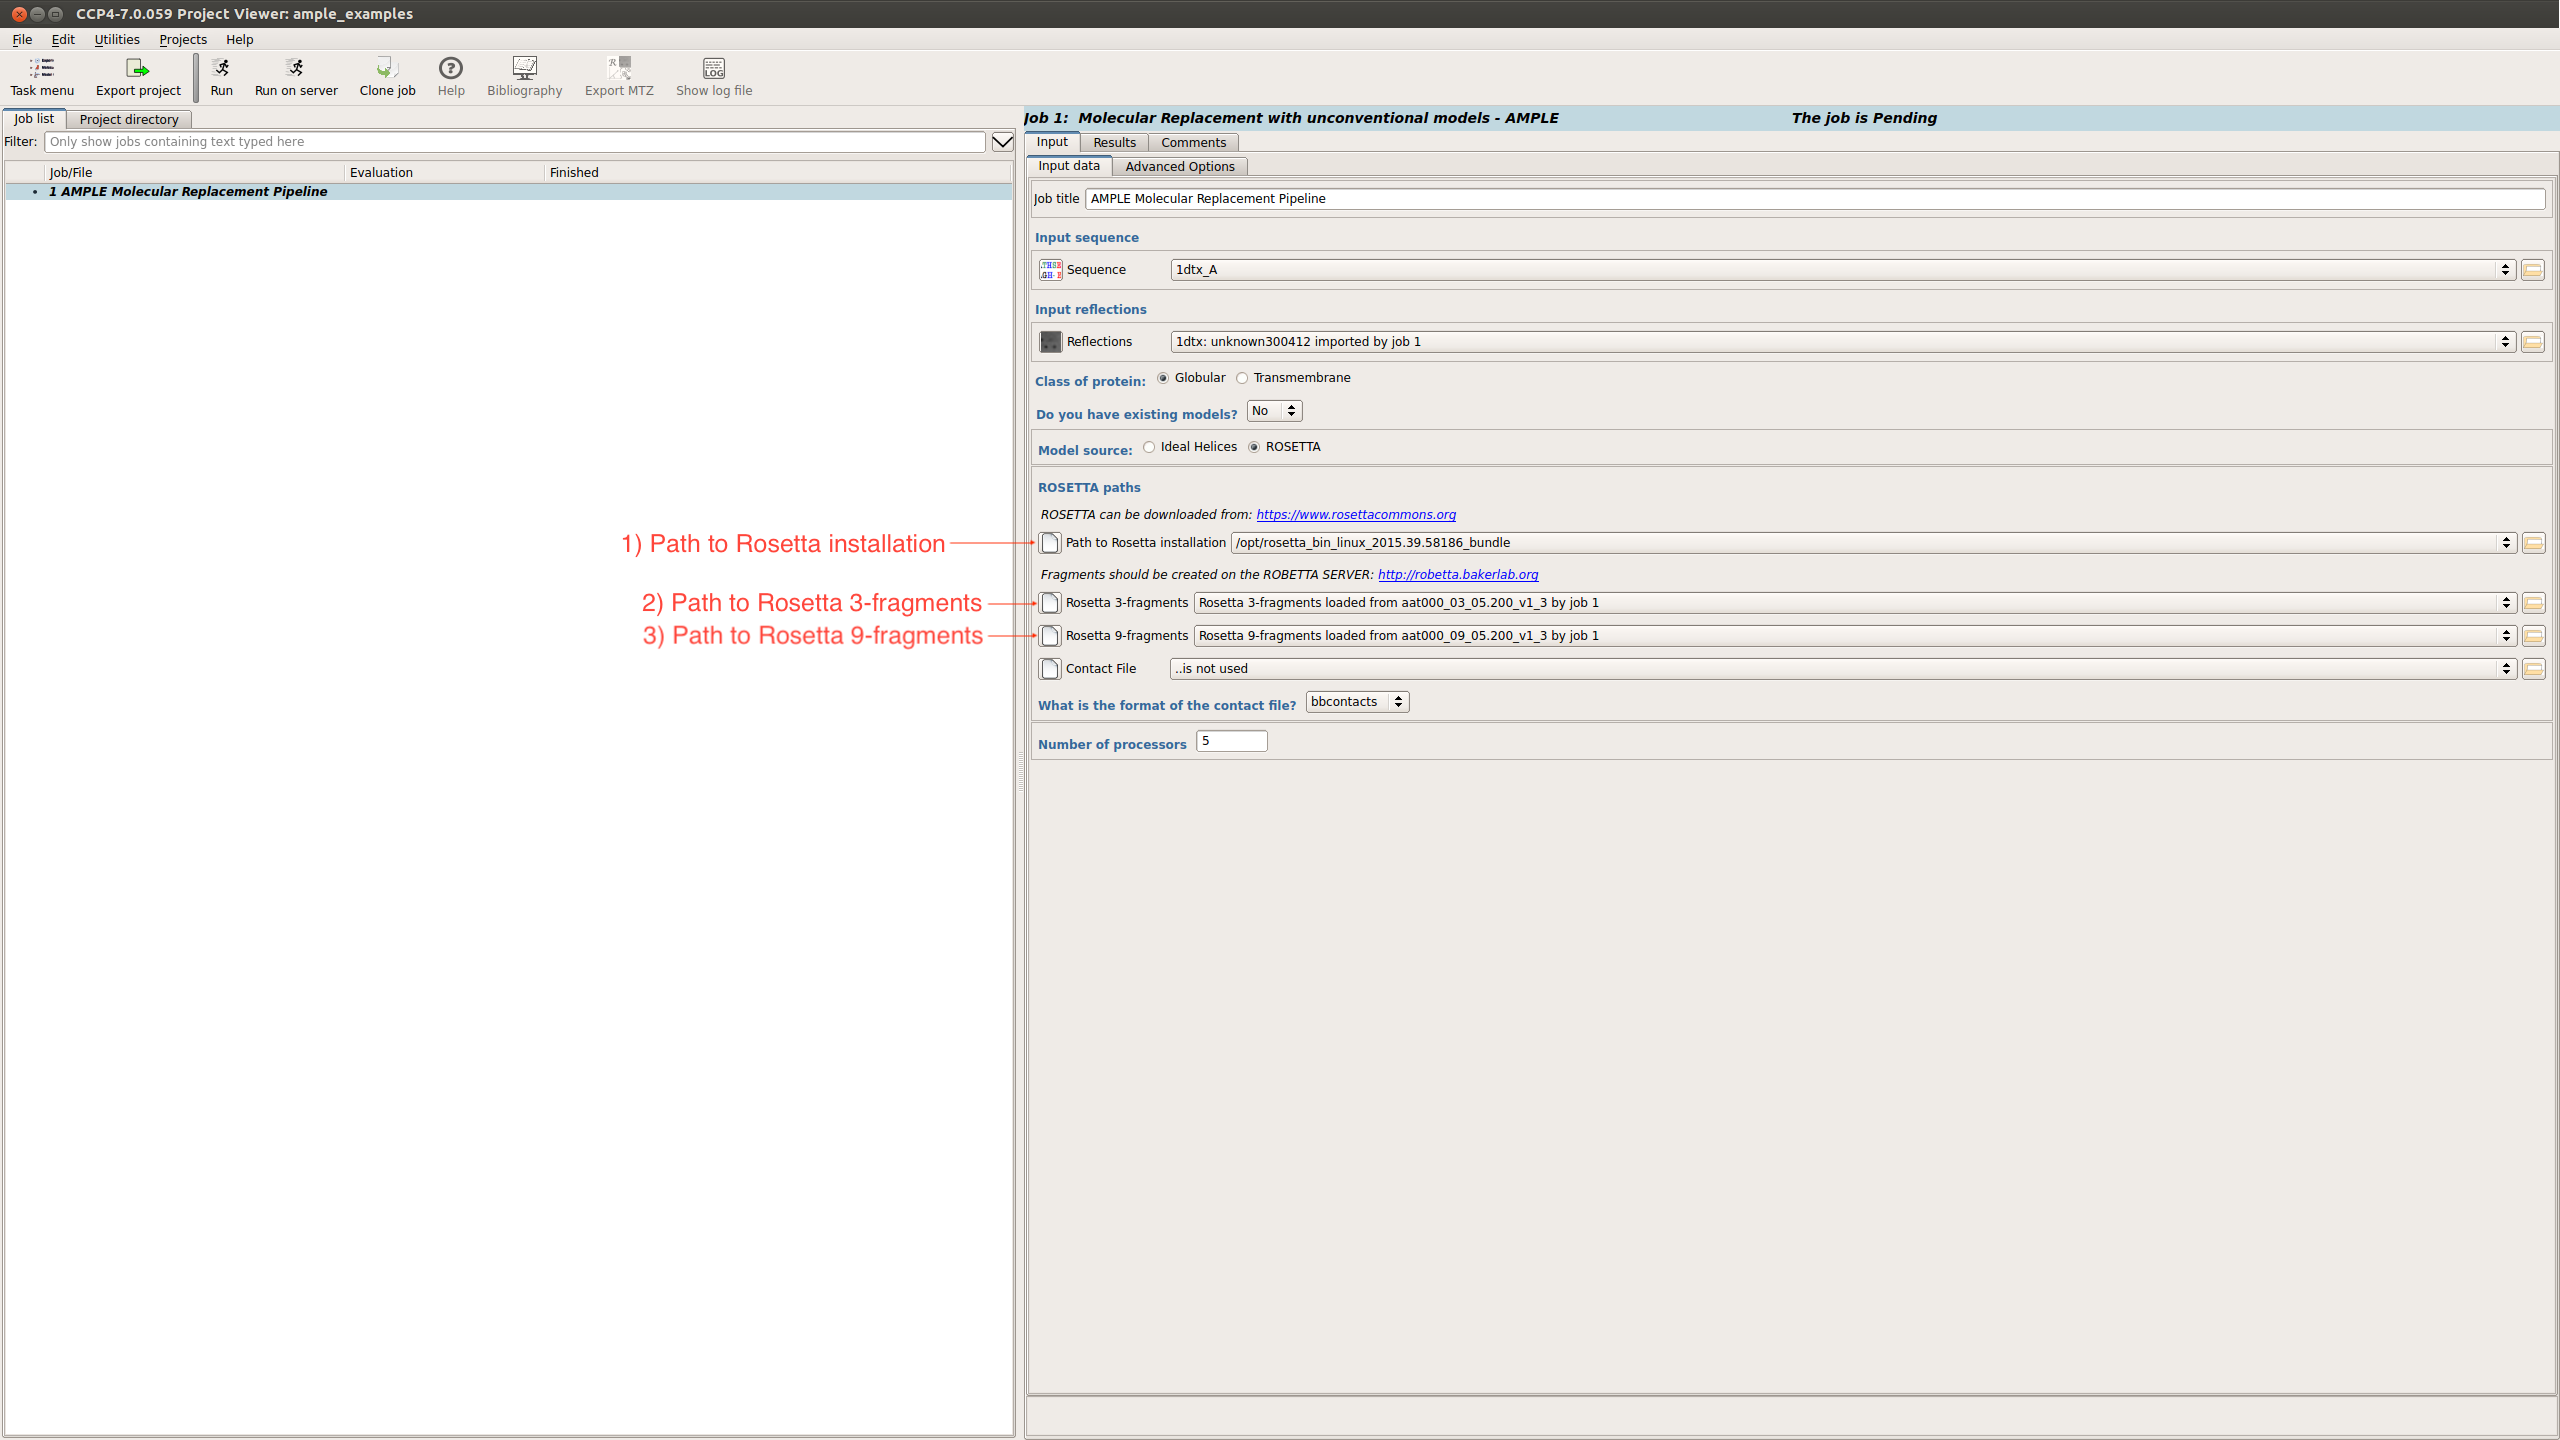 CCP4-7.0.059 Project Viewer: ample_examples
File Edit Utilities Projects Help
Task menu Export project Run Run on server Clone job Help Bibliography Export MTZ Show log file
Job list Project directory
Filter: Only show jobs containing text typed here
Job/File Evaluation Finished
1 AMPLE Molecular Replacement Pipeline
Job 1: Molecular Replacement with unconventional models - AMPLE The job is Pending
Input Results Comments
Input data Advanced Options
Job title AMPLE Molecular Replacement Pipeline
Input sequence
Sequence 1dtx_A
Input reflections
Reflections 1dtx: unknown300412 imported by job 1
Class of protein: Globular Transmembrane
Do you have existing models? No
Model source: Ideal Helices ROSETTA
ROSETTA paths
ROSETTA can be downloaded from: https://www.rosettacommons.org
1) Path to Rosetta installation
Path to Rosetta installation /opt/rosetta_bin_linux_2015.39.58186_bundle
Fragments should be created on the ROBETTA SERVER: http://robetta.bakerlab.org
2) Path to Rosetta 3-fragments
Rosetta 3-fragments Rosetta 3-fragments loaded from aat000_03_05.200_v1_3 by job 1
3) Path to Rosetta 9-fragments
Rosetta 9-fragments Rosetta 9-fragments loaded from aat000_09_05.200_v1_3 by job 1
Contact File ..is not used
What is the format of the contact file? bbcontacts
Number of processors 5